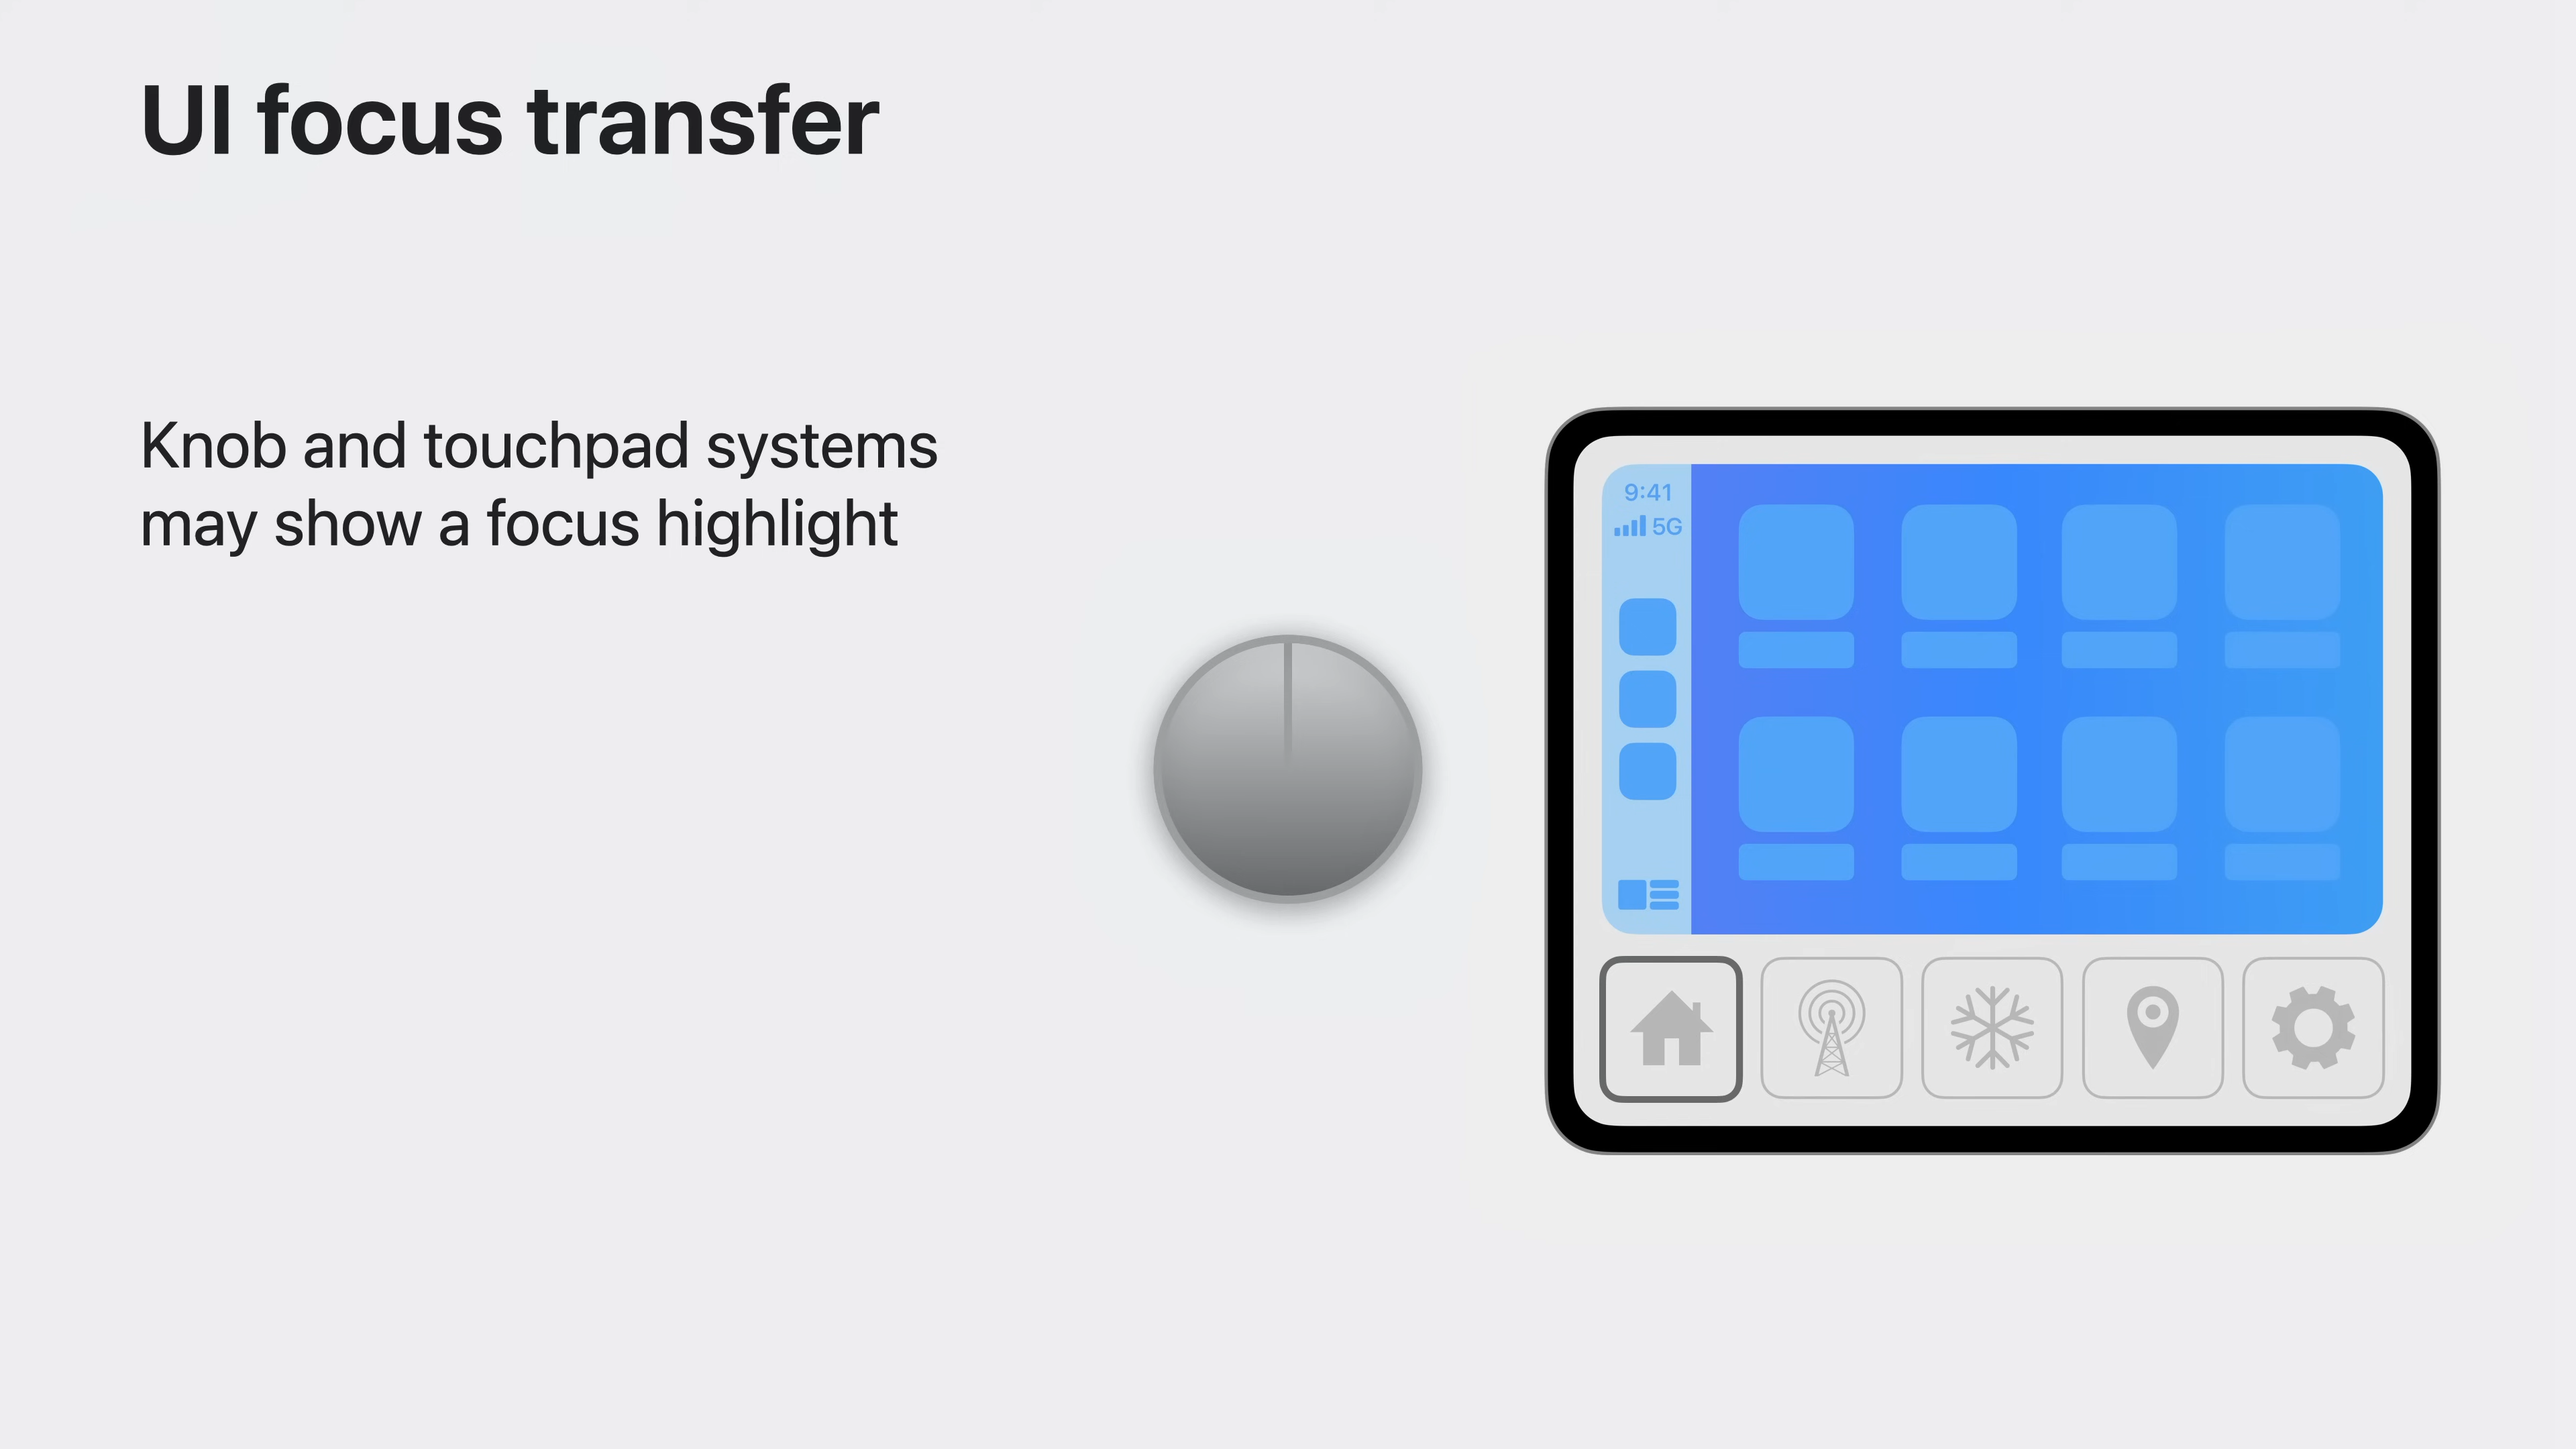 UI focus transfer
Knob and touchpad systems
may show a focus highlight
9:41
5G